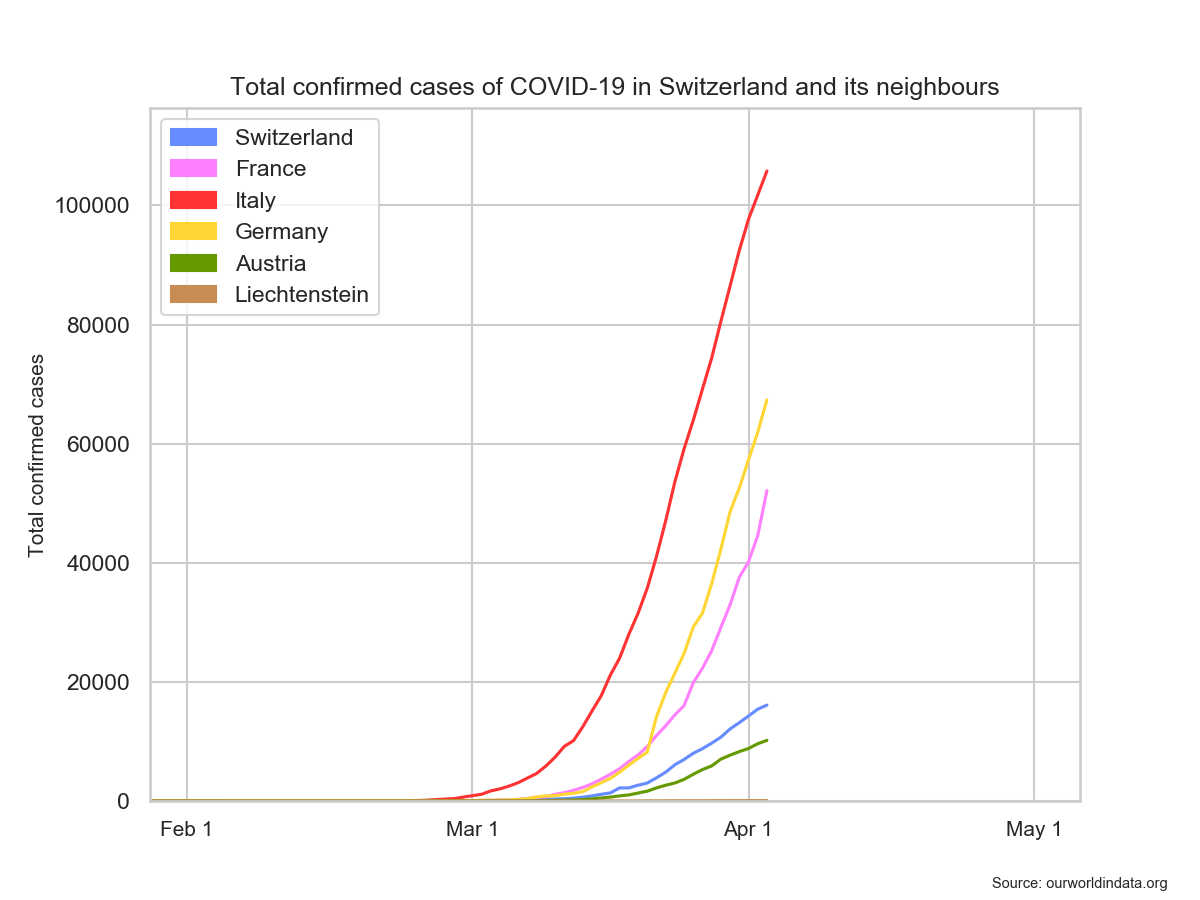 Total confirmed cases of COVID-19 in Switzerland and its neighbours
Switzerland
France
Italy
Germany
Austria
Liechtenstein
Total confirmed cases
100000
80000
60000
40000
20000
0
Feb 1
Mar 1
Apr 1
May 1
Source: ourworldindata.org